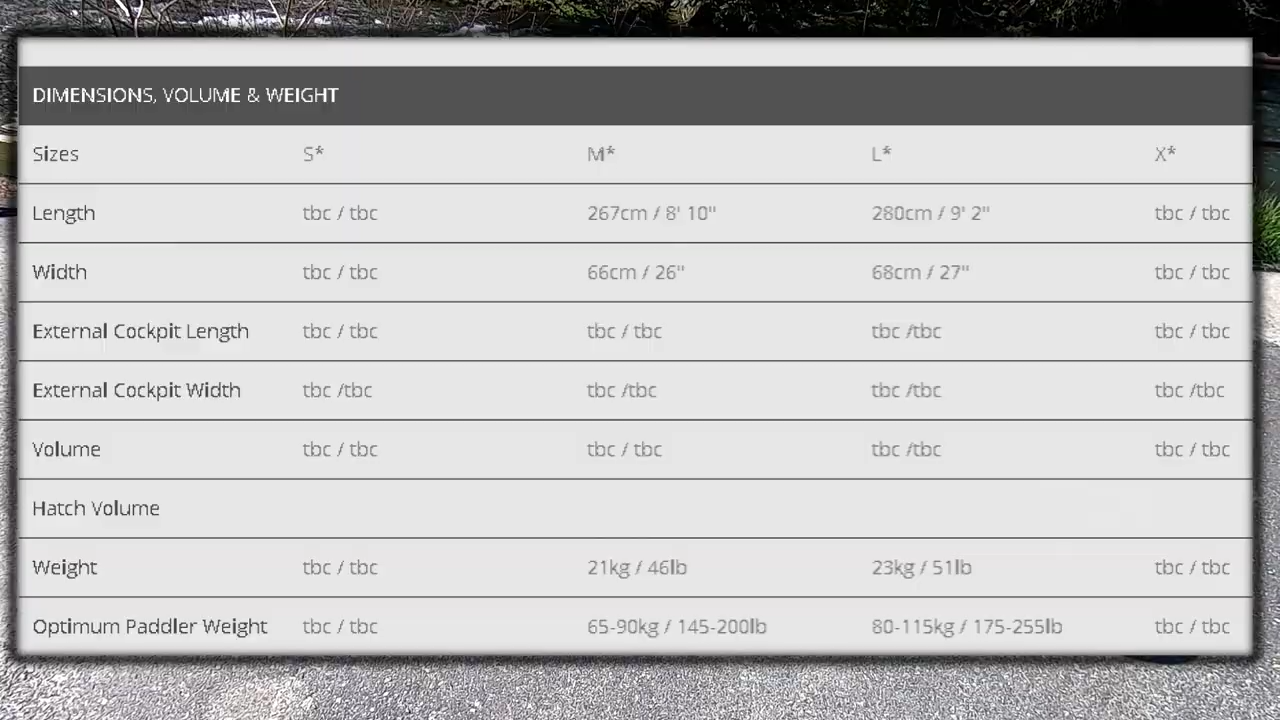 DIMENSIONS, VOLUME & WEIGHT
Sizes S* M* L* X*
Length tbc / tbc 267cm / 8' 10" 280cm / 9' 2" tbc / tbc
Width tbc / tbc 66cm / 26" 68cm / 27" tbc / tbc
External Cockpit Length tbc / tbc tbc / tbc tbc /tbc tbc / tbc
External Cockpit Width tbc /tbc tbc /tbc tbc /tbc tbc /tbc
Volume tbc / tbc tbc / tbc tbc /tbc tbc / tbc
Hatch Volume
Weight tbc / tbc 21kg / 46lb 23kg / 51lb tbc / tbc
Optimum Paddler Weight tbc / tbc 65-90kg / 145-200lb 80-115kg / 175-255lb tbc / tbc